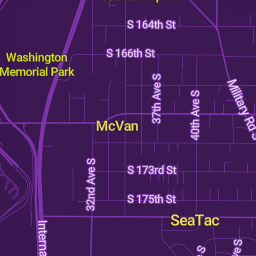 S 164th St
S 166th St
Washington
Memorial Park
Military Rd S
37th Ave S
40th Ave S
McVan
S 173rd St
32nd Ave S
S 175th St
SeaTac
Interna